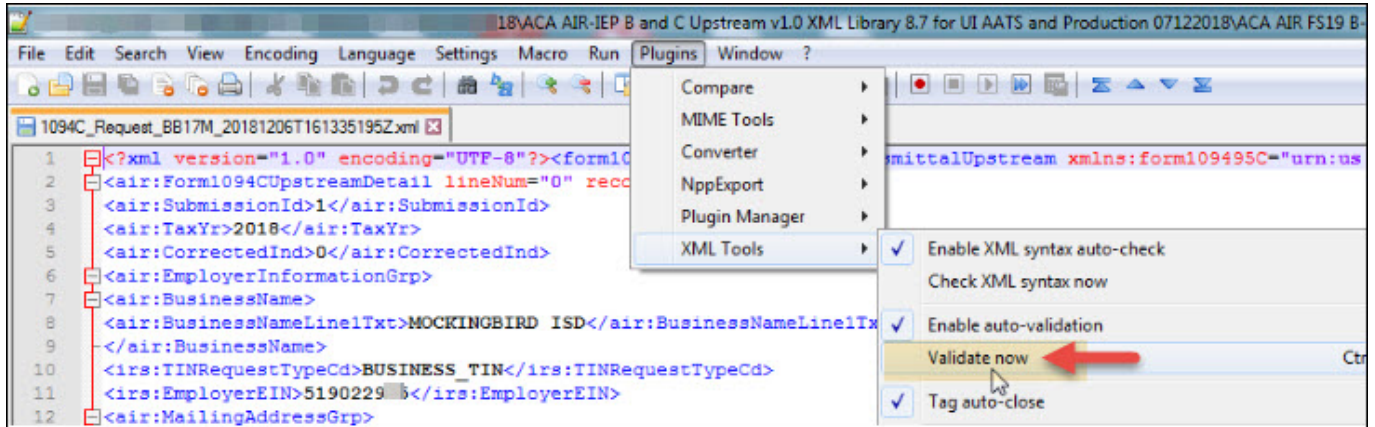 18\ACA AIR-IEP B and C Upstream v1.0 XML Library 8.7 for UI AATS and Production 07122018\ACA AIR FS19 B-
File Edit Search View Encoding Language Settings Macro Run Plugins Window ?
1094C_Request_BB17M_20181206T161335195Z.xml
Compare
MIME Tools
Converter
NppExport
Plugin Manager
XML Tools
Enable XML syntax auto-check
Check XML syntax now
Enable auto-validation
Validate now Ctr
Tag auto-close
1 <?xml version="1.0" encoding="UTF-8"?><form10 smittalUpstream xmlns:form109495C="urn:us
2 <air:Form1094CUpstreamDetail lineNum="0" reco
3 <air:SubmissionId>1</air:SubmissionId>
4 <air:TaxYr>2018</air:TaxYr>
5 <air:CorrectedInd>0</air:CorrectedInd>
6 <air:EmployerInformationGrp>
7 <air:BusinessName>
8 <air:BusinessNameLine1Txt>MOCKINGBIRD ISD</air:BusinessNameLine1Tx
9 </air:BusinessName>
10 <irs:TINRequestTypeCd>BUSINESS_TIN</irs:TINRequestTypeCd>
11 <irs:EmployerEIN>5190229 </irs:EmployerEIN>
12 <air:MailingAddressGrp>